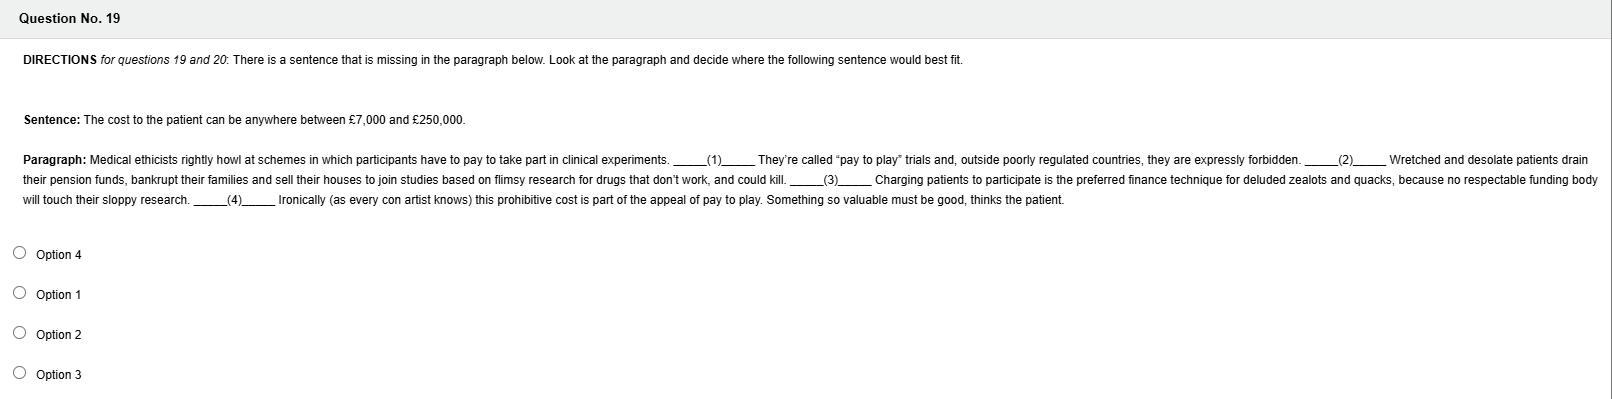 Question No. 19
DIRECTIONS for questions 19 and 20: There is a sentence that is missing in the paragraph below. Look at the paragraph and decide where the following sentence would best fit.
Sentence: The cost to the patient can be anywhere between £7,000 and £250,000.
Paragraph: Medical ethicists rightly howl at schemes in which participants have to pay to take part in clinical experiments. _____(1)_____ They're called “pay to play” trials and, outside poorly regulated countries, they are expressly forbidden. _____(2)_____ Wretched and desolate patients drain
their pension funds, bankrupt their families and sell their houses to join studies based on flimsy research for drugs that don't work, and could kill. _____(3)_____ Charging patients to participate is the preferred finance technique for deluded zealots and quacks, because no respectable funding body
will touch their sloppy research. _____(4)_____ Ironically (as every con artist knows) this prohibitive cost is part of the appeal of pay to play. Something so valuable must be good, thinks the patient.
Option 4
Option 1
Option 2
Option 3